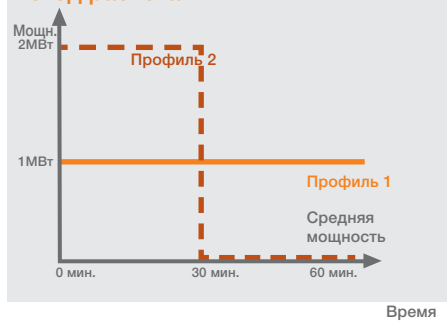 Мощн.
2МВт
Профиль 2
1МВт
Профиль 1
Средняя
мощность
0 мин.
30 мин.
60 мин.
Время